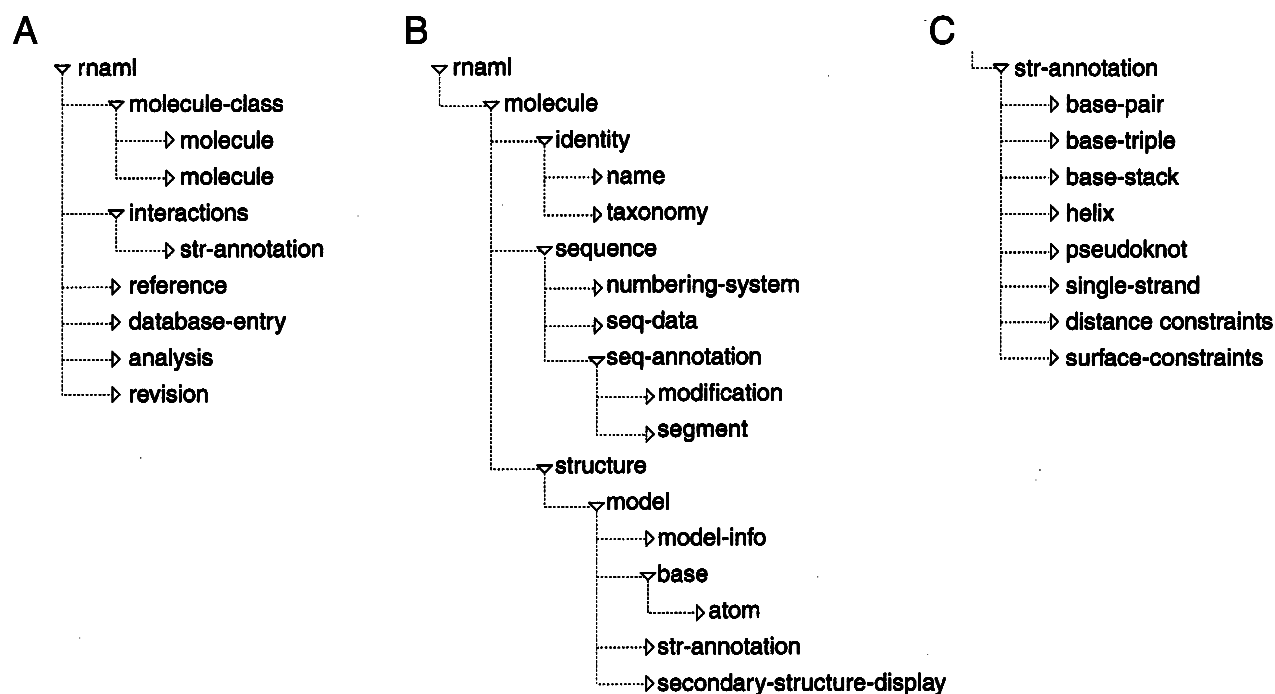 A
rnaml
molecule-class
molecule
molecule
interactions
str-annotation
reference
database-entry
analysis
revision
B
rnaml
molecule
identity
name
taxonomy
sequence
numbering-system
seq-data
seq-annotation
modification
segment
structure
model
model-info
base
atom
str-annotation
secondary-structure-display
C
str-annotation
base-pair
base-triple
base-stack
helix
pseudoknot
single-strand
distance constraints
surface-constraints